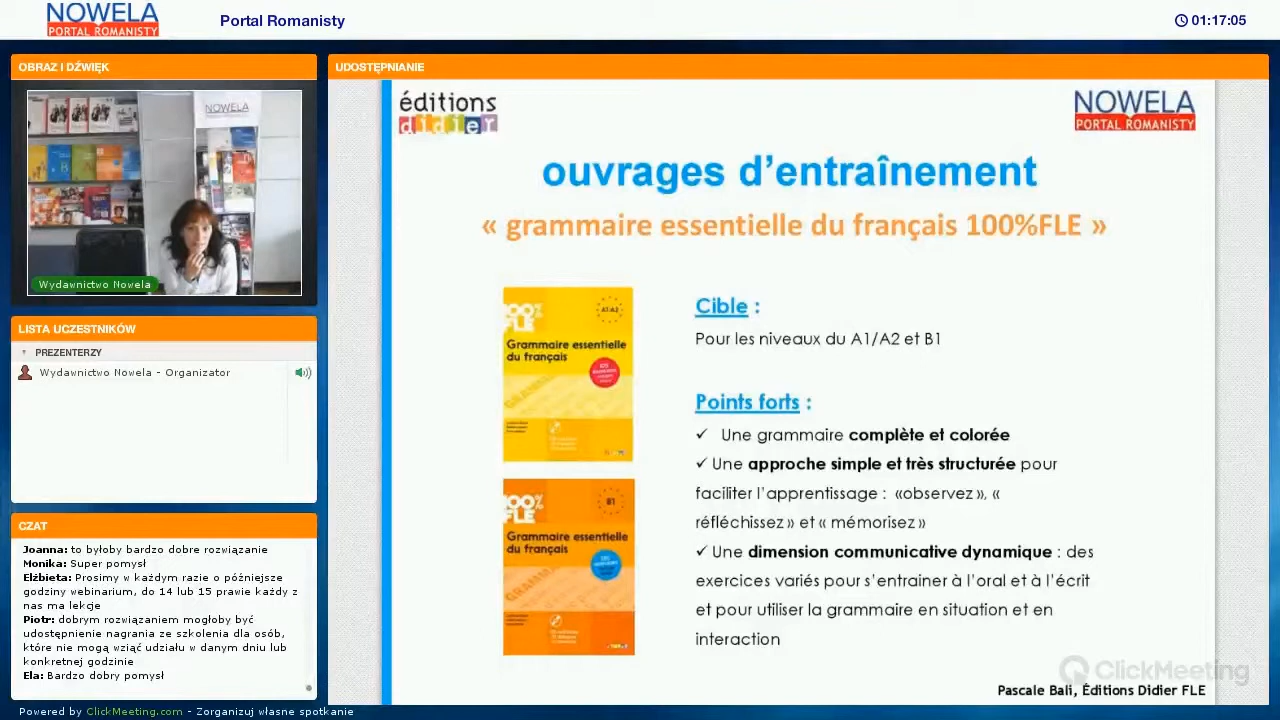 NOWELA
PORTAL ROMANISTY
Portal Romanisty
01:17:05
OBRAZ I DŹWIĘK
NOWELA
Wydawnictwo Nowela
LISTA UCZESTNIKÓW
PREZENTERZY
Wydawnictwo Nowela - Organizator
CZAT
Joanna: to byłoby bardzo dobre rozwiązanie
Monika: Super pomysł
Elżbieta: Prosimy w każdym razie o późniejsze
godziny webinarium, do 14 lub 15 prawie każdy z
nas ma lekcje
Piotr: dobrym rozwiązaniem mogłoby być
udostępnienie nagrania ze szkolenia dla osób,
które nie mogą wziąć udziału w danym dniu lub
konkretnej godzinie
Ela: Bardzo dobry pomysł
Powered by ClickMeeting.com - Zorganizuj własne spotkanie
UDOSTĘPNIANIE
éditions
didier
NOWELA
PORTAL ROMANISTY
ouvrages d'entraînement
« grammaire essentielle du français 100%FLE »
100%
FLE
A1/A2
Grammaire essentielle
du français
100%
FLE
B1
Grammaire essentielle
du français
Cible :
Pour les niveaux du A1/A2 et B1
Points forts :
✓ Une grammaire complète et colorée
✓ Une approche simple et très structurée pour
faciliter l'apprentissage : «observez», «
réfléchissez» et « mémorisez»
✓ Une dimension communicative dynamique : des
exercices variés pour s'entrainer à l'oral et à l'écrit
et pour utiliser la grammaire en situation et en
interaction
ClickMeeting
Pascale Bali, Éditions Didier FLE